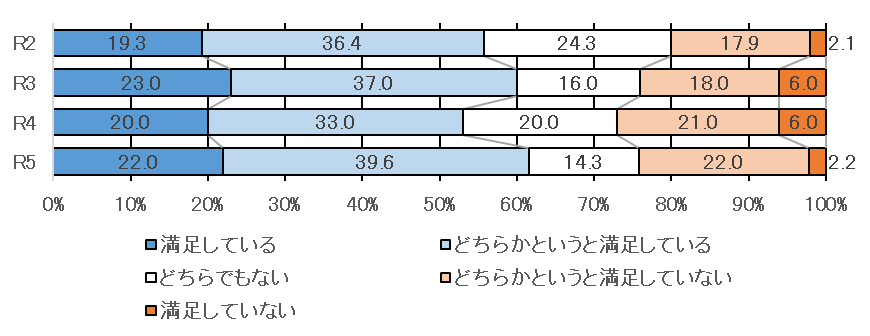 R2 19.3 36.4 24.3 17.9 2.1
R3 23.0 37.0 16.0 18.0 6.0
R4 20.0 33.0 20.0 21.0 6.0
R5 22.0 39.6 14.3 22.0 2.2
0% 10% 20% 30% 40% 50% 60% 70% 80% 90% 100%
満足している どちらかというと満足している
どちらでもない どちらかというと満足していない
満足していない